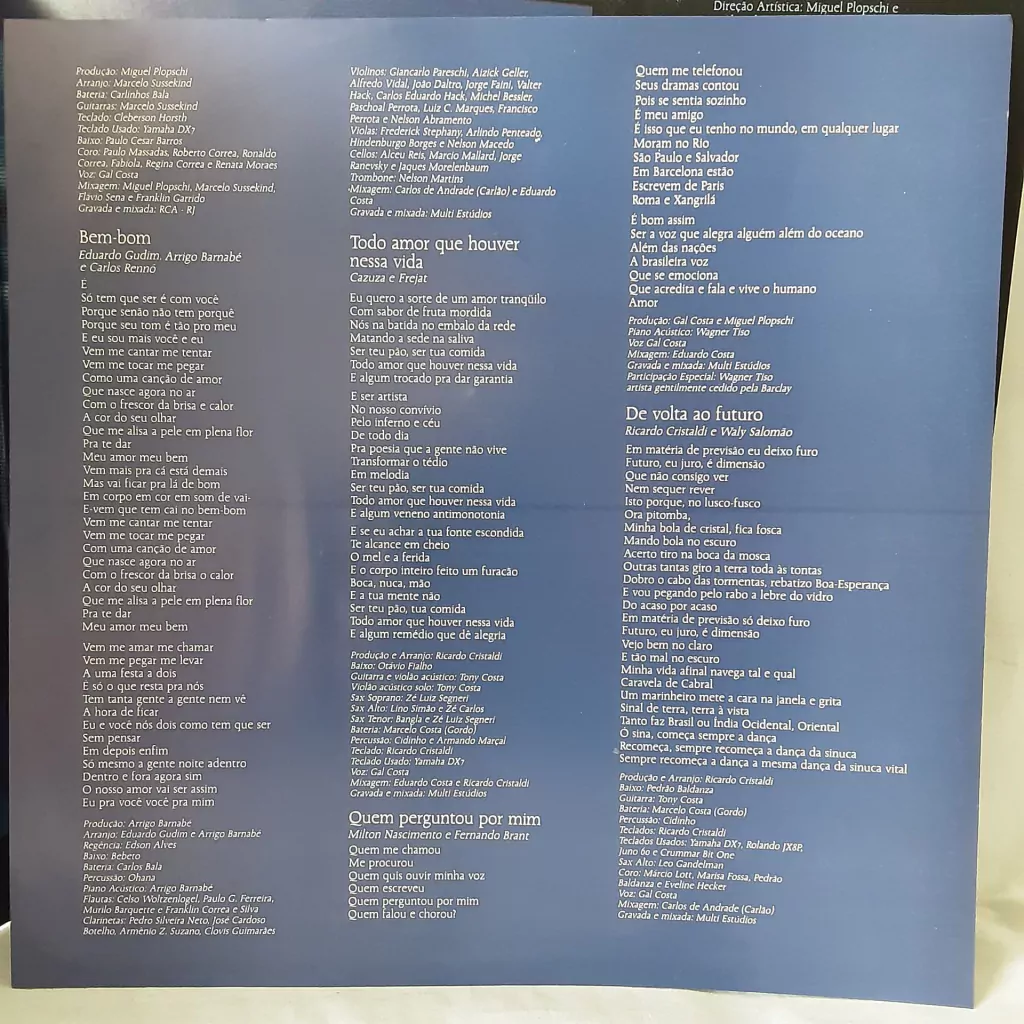 Direção Artística: Miguel Plopschi e
Produção: Miguel Plopschi
Arranjo: Marcelo Sussekind
Bateria: Carlinhos Bala
Guitarras: Marcelo Sussekind
Teclado: Cleberson Horsth
Teclado Usado: Yamaha DX7
Baixo: Paulo Cesar Barros
Coro: Paulo Massadas, Roberto Correa, Ronaldo
Correa, Fabiola, Regina Correa e Renata Moraes
Voz: Gal Costa
Mixagem: Miguel Plopschi, Marcelo Sussekind,
Flavio Sena e Franklin Garrido
Gravada e mixada: RCA - RJ
Bem-bom
Eduardo Gudim, Arrigo Barnabé
e Carlos Rennó
E
Só tem que ser é com você
Porque senão não tem porquê
Porque seu tom é tão pro meu
E eu sou mais você e eu
Vem me cantar me tentar
Vem me tocar me pegar
Como uma canção de amor
Que nasce agora no ar
Com o frescor da brisa e calor
A cor do seu olhar
Que me alisa a pele em plena flor
Pra te dar
Meu amor meu bem
Vem mais pra cá está demais
Mas vai ficar pra lá de bom
Em corpo em cor em som de vai-
E-vem que tem cai no bem-bom
Vem me cantar me tentar
Vem me tocar me pegar
Com uma canção de amor
Que nasce agora no ar
Com o frescor da brisa o calor
A cor do seu olhar
Que me alisa a pele em plena flor
Pra te dar
Meu amor meu bem
Vem me amar me chamar
Vem me pegar me levar
A uma festa a dois
E só o que resta pra nós
Tem tanta gente a gente nem vê
A hora de ficar
Eu e você nós dois como tem que ser
Sem pensar
Em depois enfim
Só mesmo a gente noite adentro
Dentro e fora agora sim
O nosso amor vai ser assim
Eu pra você você pra mim
Produção: Arrigo Barnabé
Arranjo: Eduardo Gudim e Arrigo Barnabé
Regência: Edson Alves
Baixo: Bebeto
Bateria: Carlos Bala
Percussão: Ohana
Piano Acústico: Arrigo Barnabé
Flautas: Celso Woltzenlogel, Paulo G. Ferreira,
Murilo Barquette e Franklin Correa e Silva
Clarinetas: Pedro Silveira Neto, José Cardoso
Botelho, Armênio Z. Suzano, Clovis Guimarães
Violinos: Giancarlo Pareschi, Aizick Geller,
Alfredo Vidal, João Daltro, Jorge Faini, Valter
Hack, Carlos Eduardo Hack, Michel Bessler,
Paschoal Perrota, Luiz C. Marques, Francisco
Perrota e Nelson Abramento
Violas: Frederick Stephany, Arlindo Penteado,
Hindenburgo Borges e Nelson Macedo
Cellos: Alceu Reis, Marcio Mallard, Jorge
Ranevsky e Jaques Morelenbaum
Trombone: Nelson Martins
Mixagem: Carlos de Andrade (Carlão) e Eduardo
Costa
Gravada e mixada: Multi Estúdios
Todo amor que houver
nessa vida
Cazuza e Frejat
Eu quero a sorte de um amor tranqüilo
Com sabor de fruta mordida
Nós na batida no embalo da rede
Matando a sede na saliva
Ser teu pão, ser tua comida
Todo amor que houver nessa vida
E algum trocado pra dar garantia
E ser artista
No nosso convívio
Pelo inferno e céu
De todo dia
Pra poesia que a gente não vive
Transformar o tédio
Em melodia
Ser teu pão, ser tua comida
Todo amor que houver nessa vida
E algum veneno antimonotonia
E se eu achar a tua fonte escondida
Te alcance em cheio
O mel e a ferida
E o corpo inteiro feito um furacão
Boca, nuca, mão
E a tua mente não
Ser teu pão, tua comida
Todo amor que houver nessa vida
E algum remédio que dê alegria
Produção e Arranjo: Ricardo Cristaldi
Baixo: Otávio Fialho
Guitarra e violão acústico: Tony Costa
Violão acústico solo: Tony Costa
Sax Soprano: Zé Luiz Segneri
Sax Alto: Lino Simão e Zé Carlos
Sax Tenor: Bangla e Zé Luiz Segneri
Bateria: Marcelo Costa (Gordo)
Percussão: Cidinho e Armando Marçal
Teclado: Ricardo Cristaldi
Teclado Usado: Yamaha DX7
Voz: Gal Costa
Mixagem: Eduardo Costa e Ricardo Cristaldi
Gravada e mixada: Multi Estúdios
Quem perguntou por mim
Milton Nascimento e Fernando Brant
Quem me chamou
Me procurou
Quem quis ouvir minha voz
Quem escreveu
Quem perguntou por mim
Quem falou e chorou?
Quem me telefonou
Seus dramas contou
Pois se sentia sozinho
É meu amigo
É isso que eu tenho no mundo, em qualquer lugar
Moram no Rio
São Paulo e Salvador
Em Barcelona estão
Escrevem de Paris
Roma e Xangrilá
É bom assim
Ser a voz que alegra alguém além do oceano
Além das nações
A brasileira voz
Que se emociona
Que acredita e fala e vive o humano
Amor
Produção: Gal Costa e Miguel Plopschi
Piano Acústico: Wagner Tiso
Voz Gal Costa
Mixagem: Eduardo Costa
Gravada e mixada: Multi Estúdios
Participação Especial: Wagner Tiso
artista gentilmente cedido pela Barclay
De volta ao futuro
Ricardo Cristaldi e Waly Salomão
Em matéria de previsão eu deixo furo
Futuro, eu juro, é dimensão
Que não consigo ver
Nem sequer rever
Isto porque, no lusco-fusco
Ora pitomba,
Minha bola de cristal, fica fosca
Mando bola no escuro
Acerto tiro na boca da mosca
Outras tantas giro a terra toda às tontas
Dobro o cabo das tormentas, rebatizo Boa-Esperança
E vou pegando pelo rabo a lebre do vidro
Do acaso por acaso
Em matéria de previsão só deixo furo
Futuro, eu juro, é dimensão
Vejo bem no claro
E tão mal no escuro
Minha vida afinal navega tal e qual
Caravela de Cabral
Um marinheiro mete a cara na janela e grita
Sinal de terra, terra à vista
Tanto faz Brasil ou Índia Ocidental, Oriental
Ó sina, começa sempre a dança
Recomeça, sempre recomeça a dança da sinuca
Sempre recomeça a dança a mesma dança da sinuca vital
Produção e Arranjo: Ricardo Cristaldi
Baixo: Pedrão Baldanza
Guitarra: Tony Costa
Bateria: Marcelo Costa (Gordo)
Percussão: Cidinho
Teclados: Ricardo Cristaldi
Teclados Usados: Yamaha DX7, Rolando JX8P,
Juno 60 e Crummar Bit One
Sax Alto: Leo Gandelman
Coro: Márcio Lott, Marisa Fossa, Pedrão
Baldanza e Eveline Hecker
Voz: Gal Costa
Mixagem: Carlos de Andrade (Carlão)
Gravada e mixada: Multi Estúdios